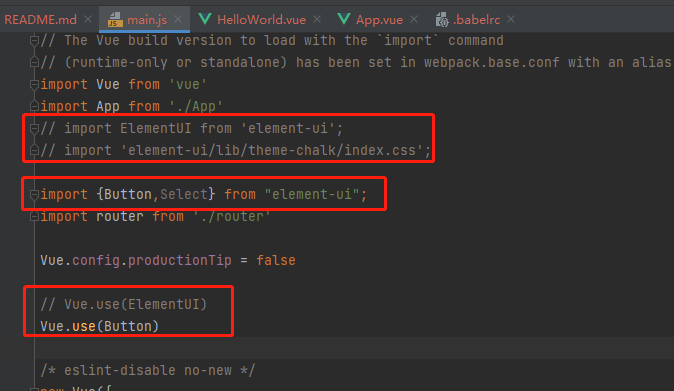 README.md main.js HelloWorld.vue App.vue .babelrc
// The Vue build version to load with the `import` command
// (runtime-only or standalone) has been set in webpack.base.conf with an alias
import Vue from 'vue'
import App from './App'
// import ElementUI from 'element-ui';
// import 'element-ui/lib/theme-chalk/index.css';
import {Button,Select} from "element-ui";
import router from './router'
Vue.config.productionTip = false
// Vue.use(ElementUI)
Vue.use(Button)
/* eslint-disable no-new */
new Vue({